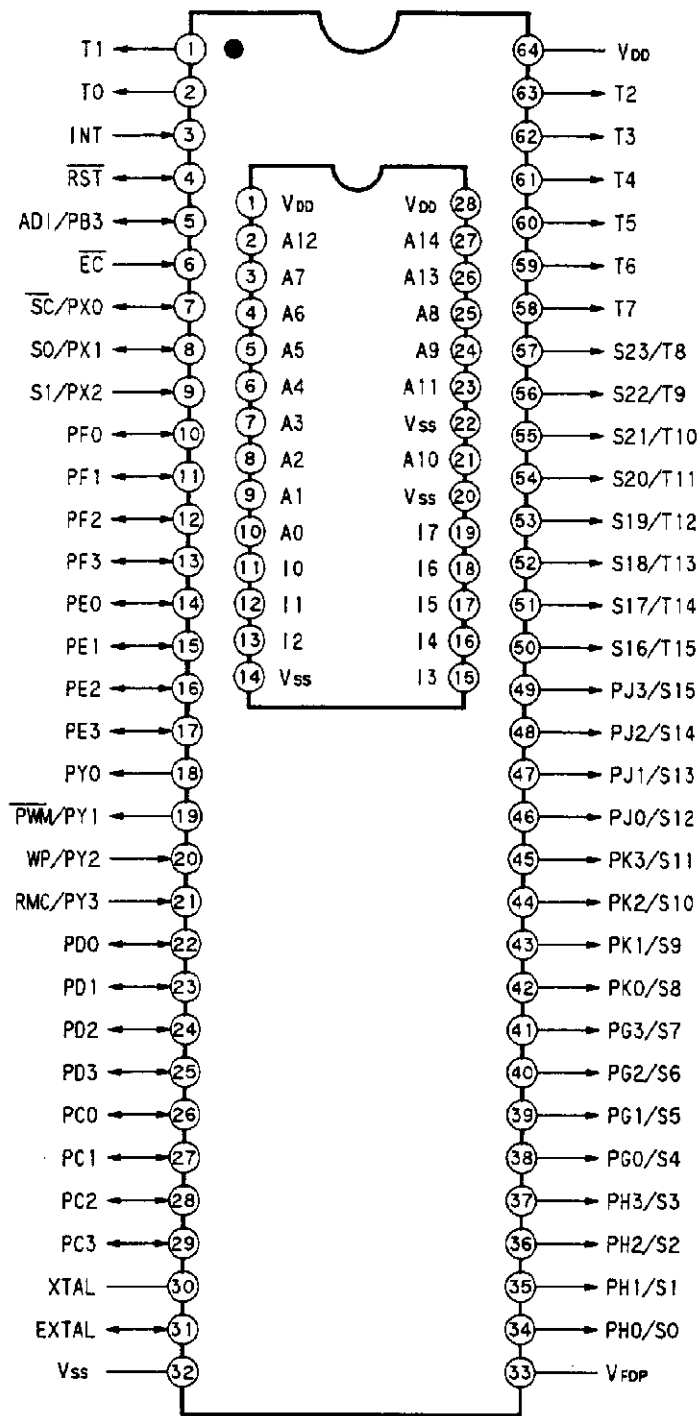 T1 1 64 VDD
T0 2 63 T2
INT 3 62 T3
RST 4 61 T4
ADI/PB3 5 60 T5
EC 6 59 T6
SC/PX0 7 58 T7
SO/PX1 8 57 S23/T8
S1/PX2 9 56 S22/T9
PF0 10 55 S21/T10
PF1 11 54 S20/T11
PF2 12 53 S19/T12
PF3 13 52 S18/T13
PE0 14 51 S17/T14
PE1 15 50 S16/T15
PE2 16 49 PJ3/S15
PE3 17 48 PJ2/S14
PY0 18 47 PJ1/S13
PWM/PY1 19 46 PJ0/S12
WP/PY2 20 45 PK3/S11
RMC/PY3 21 44 PK2/S10
PD0 22 43 PK1/S9
PD1 23 42 PK0/S8
PD2 24 41 PG3/S7
PD3 25 40 PG2/S6
PC0 26 39 PG1/S5
PC1 27 38 PG0/S4
PC2 28 37 PH3/S3
PC3 29 36 PH2/S2
XTAL 30 35 PH1/S1
EXTAL 31 34 PH0/S0
Vss 32 33 VFDP
1 VDD VDD 28
2 A12 A14 27
3 A7 A13 26
4 A6 A8 25
5 A5 A9 24
6 A4 A11 23
7 A3 Vss 22
8 A2 A10 21
9 A1 Vss 20
10 A0 I7 19
11 I0 I6 18
12 I1 I5 17
13 I2 I4 16
14 Vss I3 15